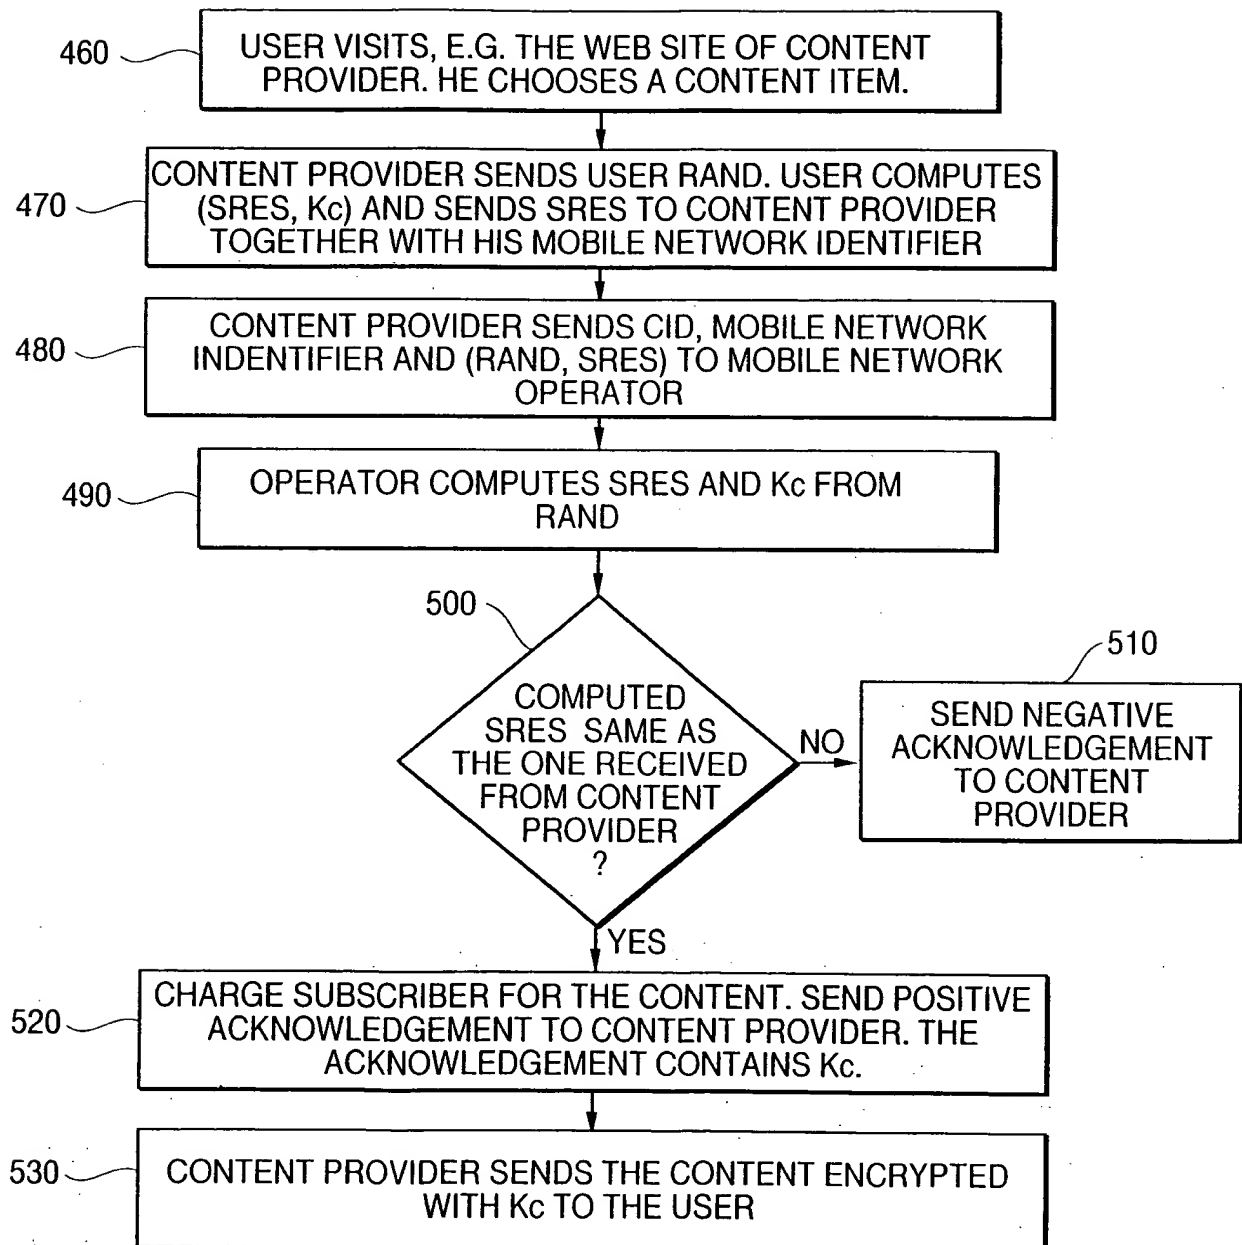 460
USER VISITS, E.G. THE WEB SITE OF CONTENT
PROVIDER. HE CHOOSES A CONTENT ITEM.
470
CONTENT PROVIDER SENDS USER RAND. USER COMPUTES
(SRES, Kc) AND SENDS SRES TO CONTENT PROVIDER
TOGETHER WITH HIS MOBILE NETWORK IDENTIFIER
480
CONTENT PROVIDER SENDS CID, MOBILE NETWORK
INDENTIFIER AND (RAND, SRES) TO MOBILE NETWORK
OPERATOR
490
OPERATOR COMPUTES SRES AND Kc FROM
RAND
500
COMPUTED
SRES SAME AS
THE ONE RECEIVED
FROM CONTENT
PROVIDER
?
NO
510
SEND NEGATIVE
ACKNOWLEDGEMENT
TO CONTENT
PROVIDER
YES
520
CHARGE SUBSCRIBER FOR THE CONTENT. SEND POSITIVE
ACKNOWLEDGEMENT TO CONTENT PROVIDER. THE
ACKNOWLEDGEMENT CONTAINS Kc.
530
CONTENT PROVIDER SENDS THE CONTENT ENCRYPTED
WITH Kc TO THE USER